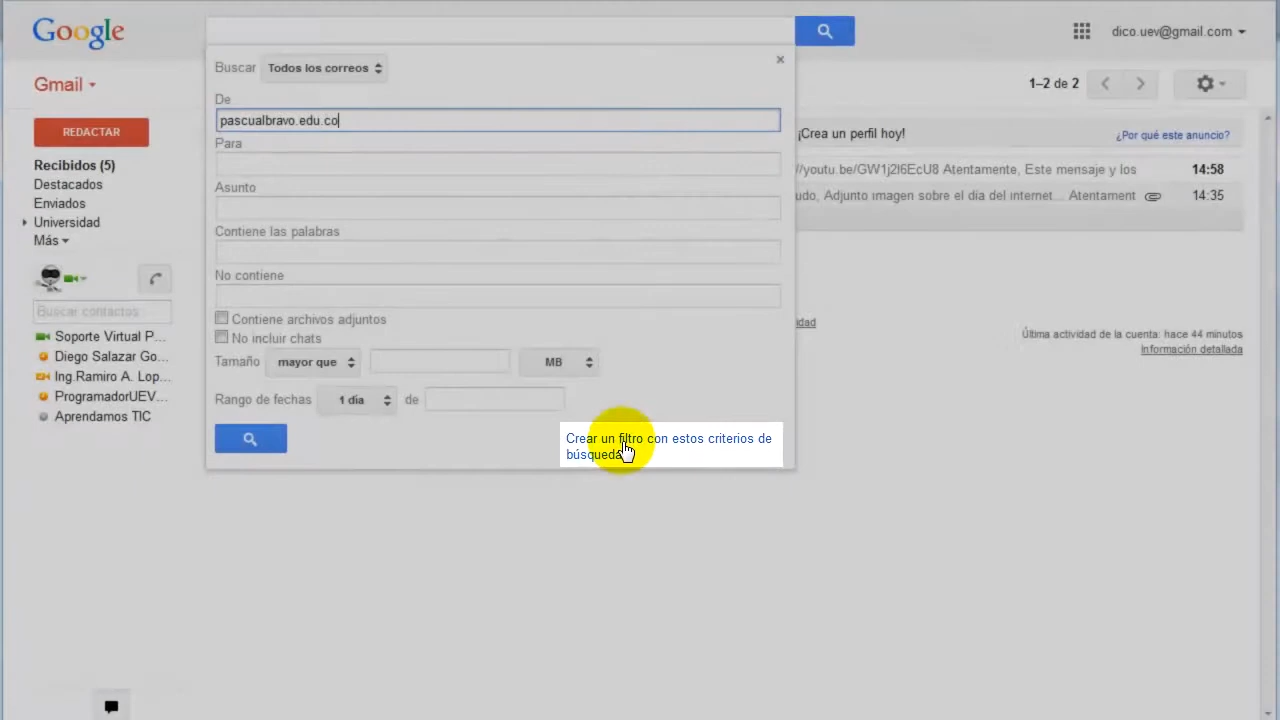 Google
dico.uev@gmail.com
Buscar Todos los correos
Gmail
1–2 de 2
De
pascualbravo.edu.co
REDACTAR
¡Crea un perfil hoy!
¿Por qué este anuncio?
Para
Recibidos (5)
//youtu.be/GW1j2I6EcU8 Atentamente, Este mensaje y los 14:58
Destacados
Asunto
udo, Adjunto imagen sobre el día del internet... Atentament 14:35
Enviados
Universidad
Contiene las palabras
Más
No contiene
Buscar contactos
Contiene archivos adjuntos
idad
Soporte Virtual P...
No incluir chats
Última actividad de la cuenta: hace 44 minutos
Información detallada
Diego Salazar Go...
Tamaño mayor que MB
Ing.Ramiro A. Lop...
ProgramadorUEV...
Rango de fechas 1 día de
Aprendamos TIC
Crear un filtro con estos criterios de
búsqueda